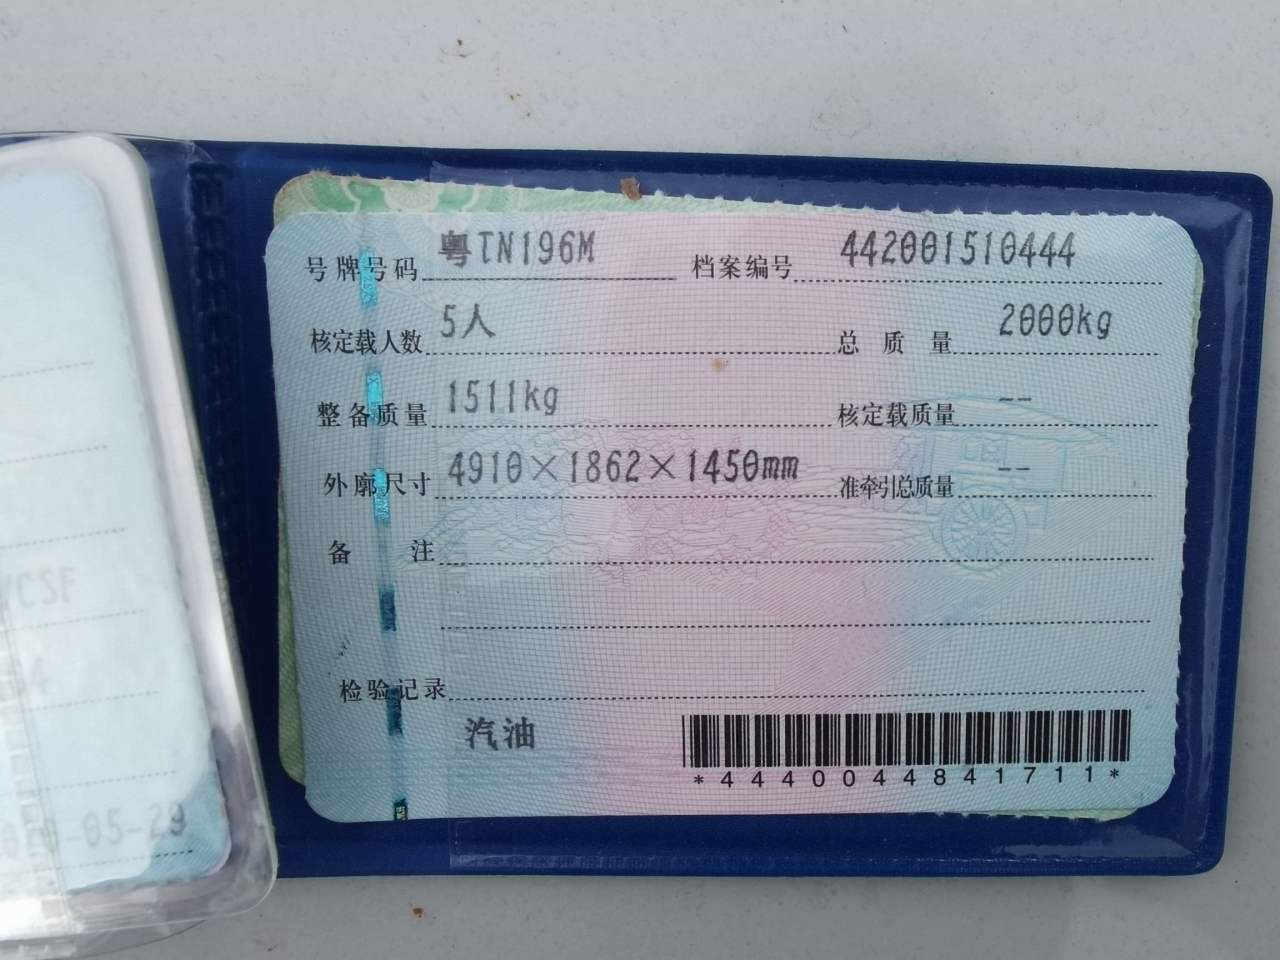 号牌号码 粤TN196M 档案编号 442001510444
核定载人数 5人 总质量 2000kg
整备质量 1511kg 核定载质量 --
外廓尺寸 4910×1862×1450mm 准牵引总质量 --
备注
检验记录
汽油
*4440044841711*
-05-29